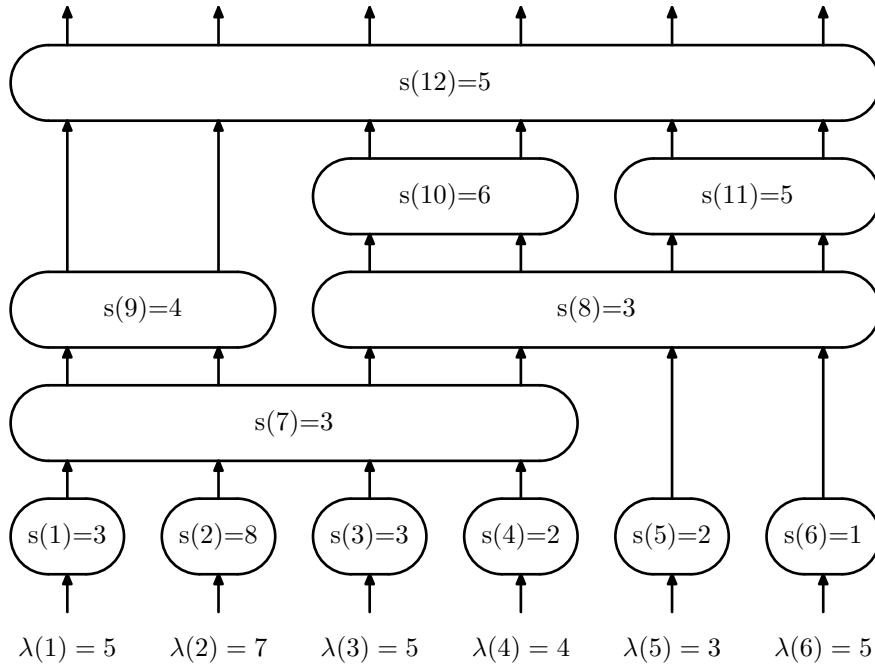 s(12)=5
s(10)=6 s(11)=5
s(9)=4 s(8)=3
s(7)=3
s(1)=3 s(2)=8 s(3)=3 s(4)=2 s(5)=2 s(6)=1
λ(1) = 5 λ(2) = 7 λ(3) = 5 λ(4) = 4 λ(5) = 3 λ(6) = 5